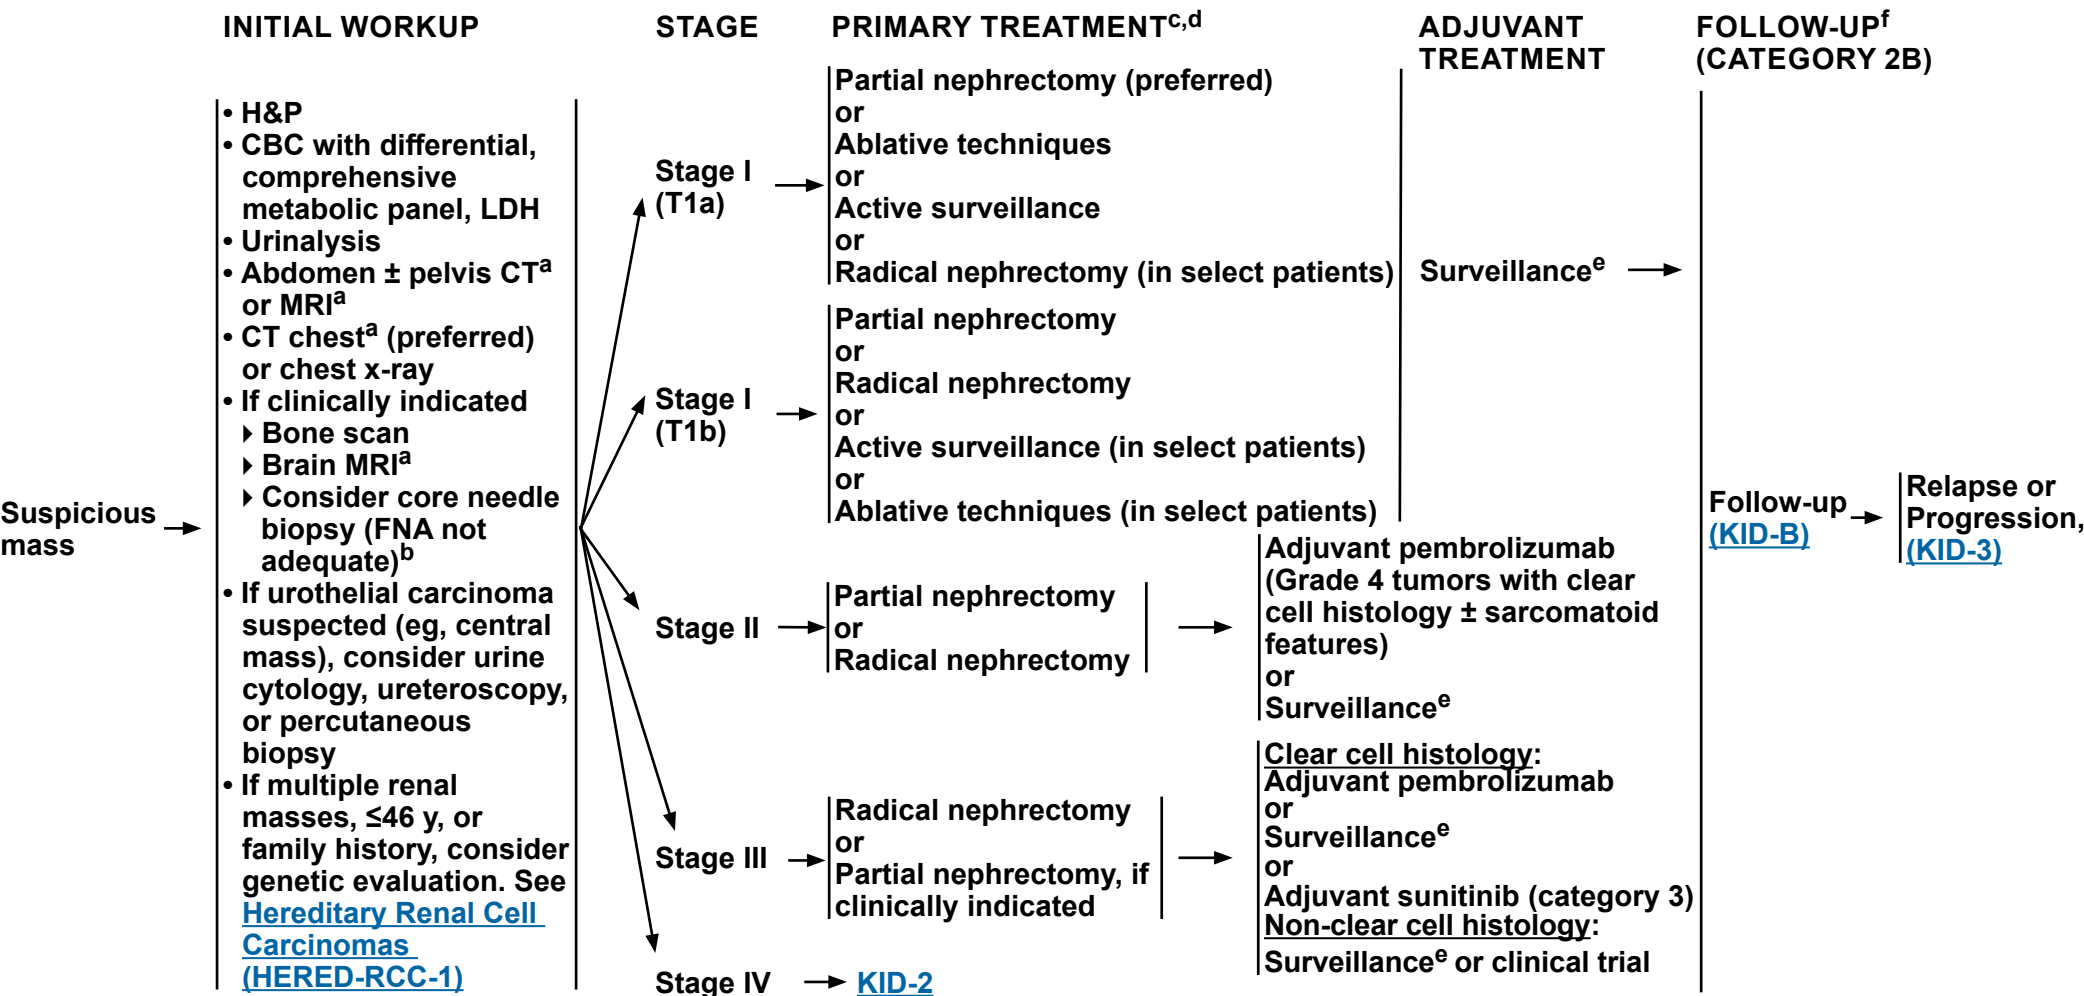 INITIAL WORKUP
STAGE
PRIMARY TREATMENTc,d
ADJUVANT
TREATMENT
FOLLOW-UPf
(CATEGORY 2B)
Suspicious
mass
• H&P
• CBC with differential,
comprehensive
metabolic panel, LDH
• Urinalysis
• Abdomen ± pelvis CTa
or MRIa
• CT chesta (preferred)
or chest x-ray
• If clinically indicated
Bone scan
Brain MRIa
Consider core needle
biopsy (FNA not
adequate)b
• If urothelial carcinoma
suspected (eg, central
mass), consider urine
cytology, ureteroscopy,
or percutaneous
biopsy
• If multiple renal
masses, ≤46 y, or
family history, consider
genetic evaluation. See
Hereditary Renal Cell
Carcinomas
(HERED-RCC-1)
Stage I
(T1a)
Partial nephrectomy (preferred)
or
Ablative techniques
or
Active surveillance
or
Radical nephrectomy (in select patients)
Stage I
(T1b)
Partial nephrectomy
or
Radical nephrectomy
or
Active surveillance (in select patients)
or
Ablative techniques (in select patients)
Surveillancee
Stage II
Partial nephrectomy
or
Radical nephrectomy
Adjuvant pembrolizumab
(Grade 4 tumors with clear
cell histology ± sarcomatoid
features)
or
Surveillancee
Stage III
Radical nephrectomy
or
Partial nephrectomy, if
clinically indicated
Clear cell histology:
Adjuvant pembrolizumab
or
Surveillancee
or
Adjuvant sunitinib (category 3)
Non-clear cell histology:
Surveillancee or clinical trial
Stage IV
KID-2
Follow-up
(KID-B)
Relapse or
Progression,
(KID-3)